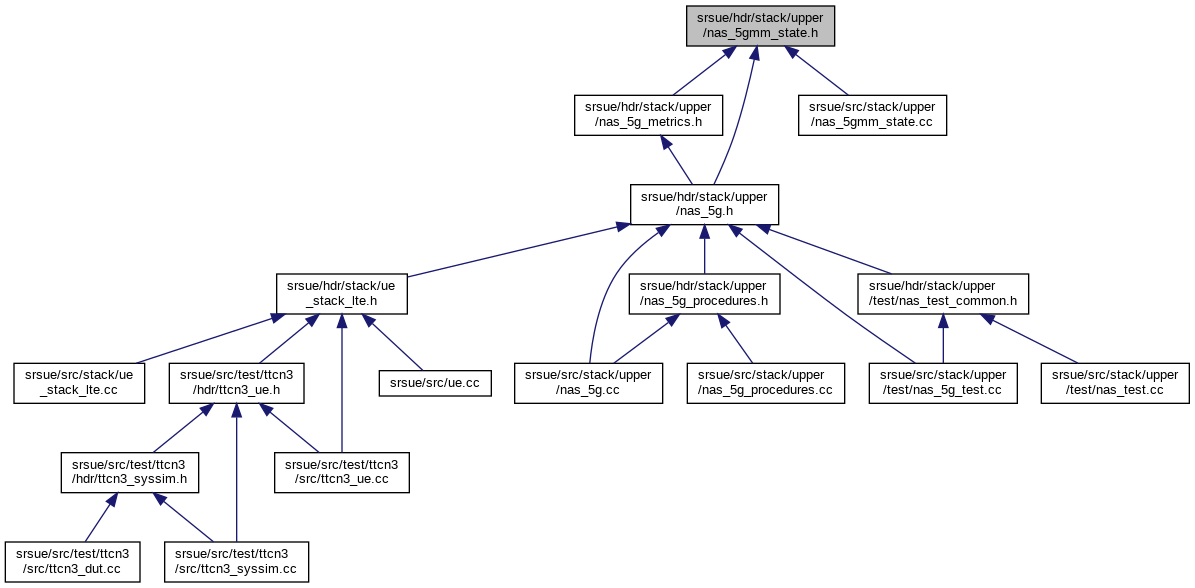 srsue/hdr/stack/upper
/nas_5gmm_state.h
srsue/hdr/stack/upper
/nas_5g_metrics.h
srsue/src/stack/upper
/nas_5gmm_state.cc
srsue/hdr/stack/upper
/nas_5g.h
srsue/hdr/stack/ue
_stack_lte.h
srsue/hdr/stack/upper
/nas_5g_procedures.h
srsue/hdr/stack/upper
/test/nas_test_common.h
srsue/src/stack/ue
_stack_lte.cc
srsue/src/test/ttcn3
/hdr/ttcn3_ue.h
srsue/src/ue.cc
srsue/src/stack/upper
/nas_5g.cc
srsue/src/stack/upper
/nas_5g_procedures.cc
srsue/src/stack/upper
/test/nas_5g_test.cc
srsue/src/stack/upper
/test/nas_test.cc
srsue/src/test/ttcn3
/hdr/ttcn3_syssim.h
srsue/src/test/ttcn3
/src/ttcn3_ue.cc
srsue/src/test/ttcn3
/src/ttcn3_dut.cc
srsue/src/test/ttcn3
/src/ttcn3_syssim.cc